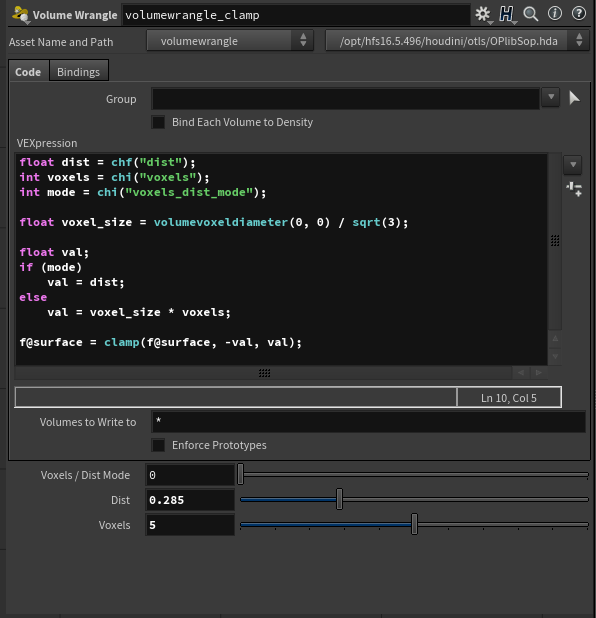 Volume Wrangle volumewrangle_clamp
Asset Name and Path volumewrangle /opt/hfs16.5.496/houdini/otls/OPlibSop.hda
Code Bindings
Group
Bind Each Volume to Density
VEXpression
float dist = chf("dist");
int voxels = chi("voxels");
int mode = chi("voxels_dist_mode");
float voxel_size = volumevoxeldiameter(0, 0) / sqrt(3);
float val;
if (mode)
    val = dist;
else
    val = voxel_size * voxels;
f@surface = clamp(f@surface, -val, val);
Ln 10, Col 5
Volumes to Write to *
Enforce Prototypes
Voxels / Dist Mode 0
Dist 0.285
Voxels 5